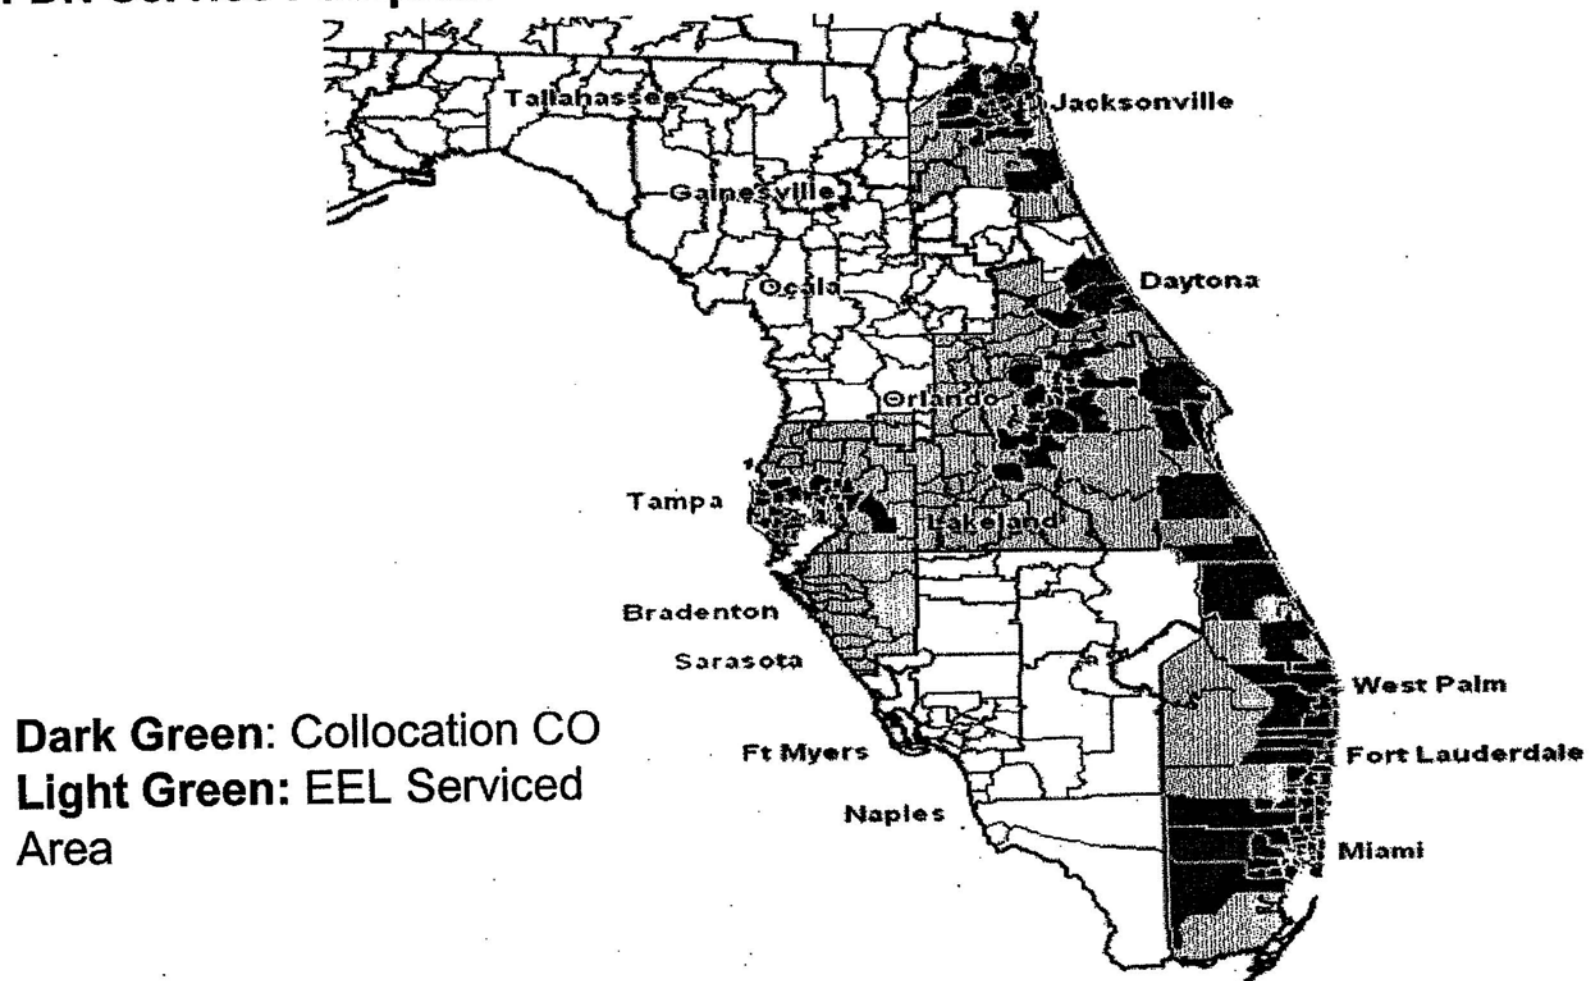 Tallahassee
Jacksonville
Gainesville
Ocala
Daytona
Orlando
Tampa
Lakeland
Bradenton
Sarasota
West Palm
Dark Green: Collocation CO
Ft Myers
Fort Lauderdale
Light Green: EEL Serviced
Naples
Area
Miami